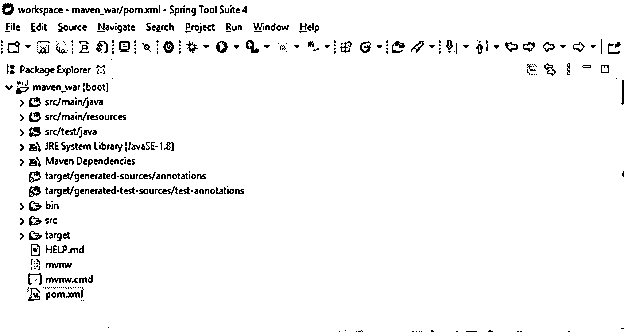 workspace - maven_war/pom.xml - Spring Tool Suite 4
File Edit Source Navigate Search Project Run Window Help
Package Explorer
maven_war [boot]
src/main/java
src/main/resources
src/test/java
JRE System Library [JavaSE-1.8]
Maven Dependencies
target/generated-sources/annotations
target/generated-test-sources/test-annotations
bin
src
target
HELP.md
mvnw
mvnw.cmd
pom.xml